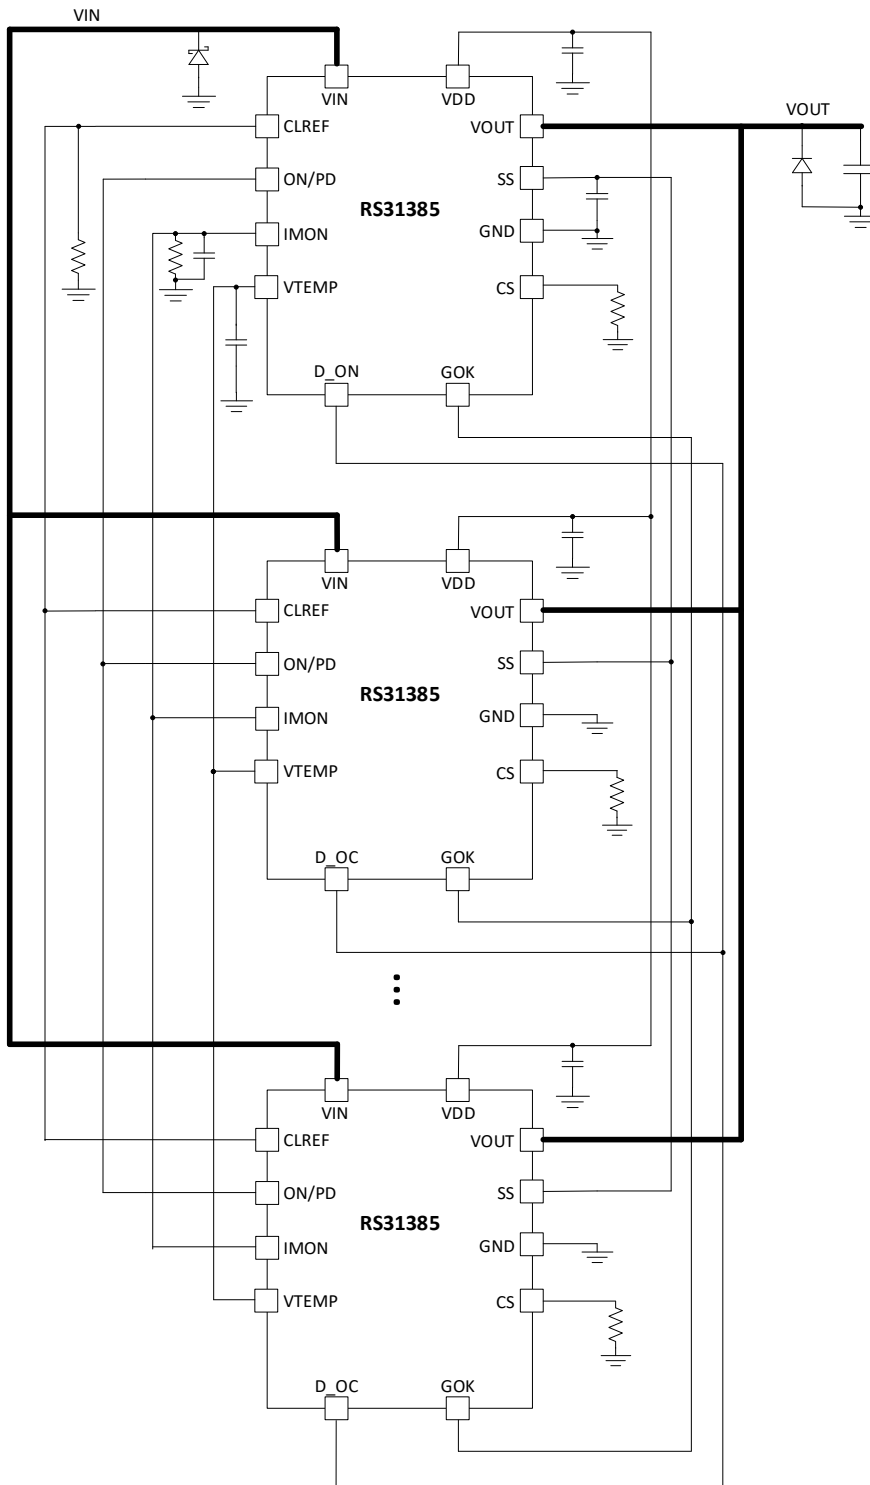 VIN
VIN
VDD
CLREF
VOUT
VOUT
ON/PD
SS
RS31385
IMON
GND
VTEMP
CS
D_ON
GOK
VIN
VDD
CLREF
VOUT
ON/PD
SS
RS31385
IMON
GND
VTEMP
CS
D_OC
GOK
VIN
VDD
CLREF
VOUT
ON/PD
SS
RS31385
IMON
GND
VTEMP
CS
D_OC
GOK